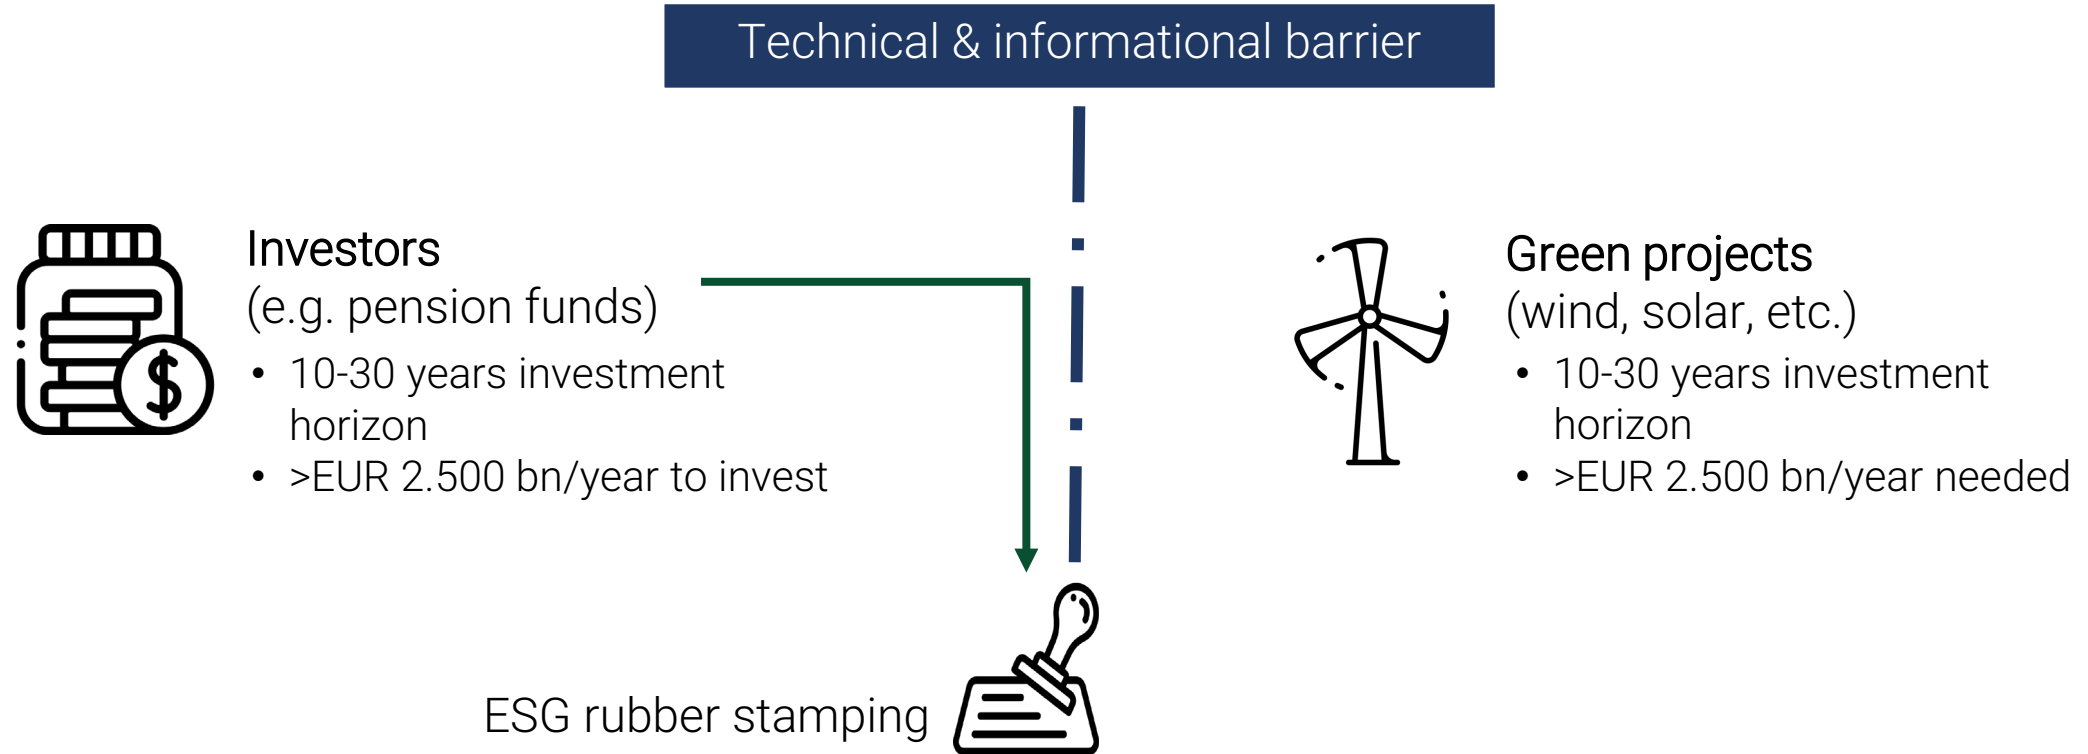 Technical & informational barrier
Investors
(e.g. pension funds)
• 10-30 years investment
horizon
• >EUR 2.500 bn/year to invest
Green projects
(wind, solar, etc.)
• 10-30 years investment
horizon
• >EUR 2.500 bn/year needed
$
ESG rubber stamping